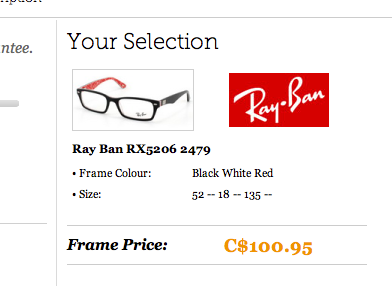 ntee.
Your Selection
Ray-Ban
Ray Ban RX5206 2479
• Frame Colour: Black White Red
• Size: 52 -- 18 -- 135 --
Frame Price: C$100.95